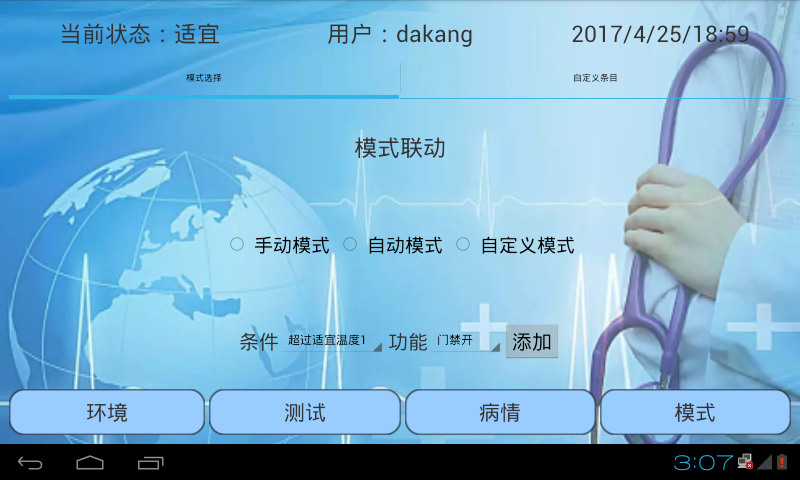 当前状态：适宜 用户：dakang 2017/4/25/18:59
模式选择 自定义条目
模式联动
手动模式 自动模式 自定义模式
条件 超过适宜温度1 功能 门禁开 添加
环境 测试 病情 模式
3:07